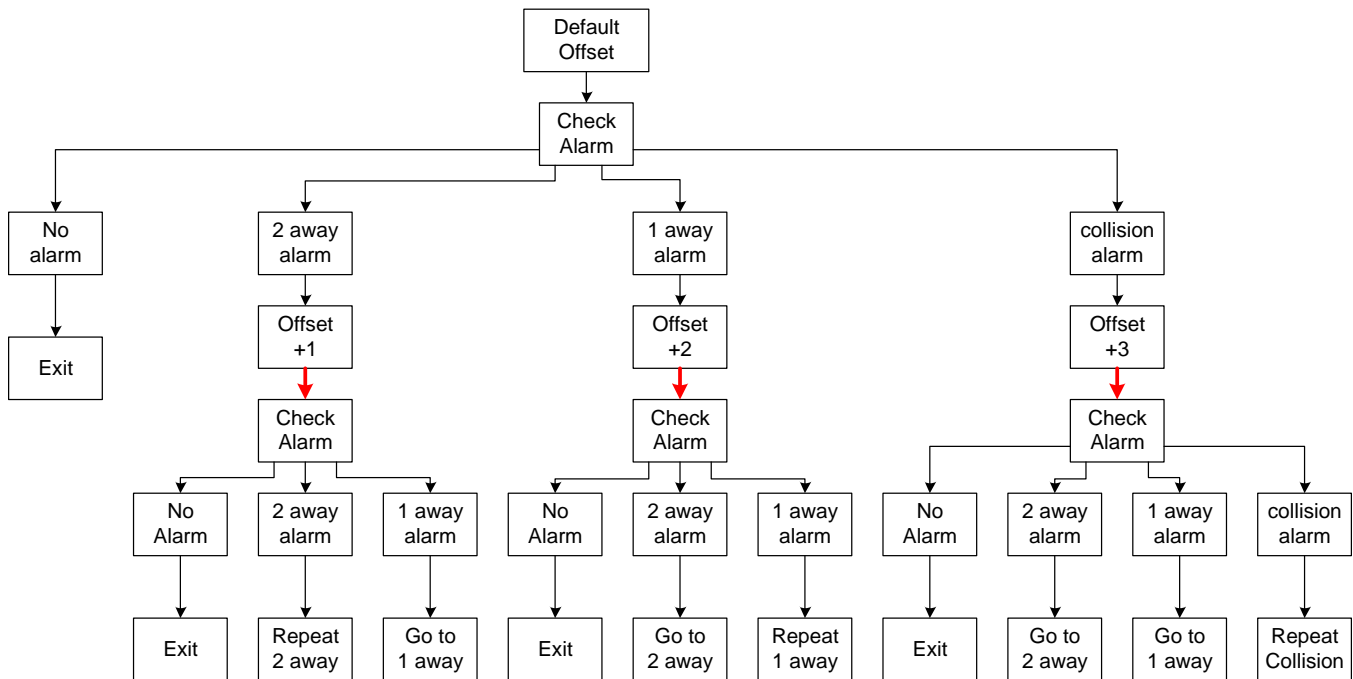 Default
Offset
Check
Alarm
No
alarm
2 away
alarm
1 away
alarm
collision
alarm
Exit
Offset
+1
Offset
+2
Offset
+3
Check
Alarm
Check
Alarm
Check
Alarm
No
Alarm
2 away
alarm
1 away
alarm
No
Alarm
2 away
alarm
1 away
alarm
No
Alarm
2 away
alarm
1 away
alarm
collision
alarm
Exit
Repeat
2 away
Go to
1 away
Exit
Go to
2 away
Repeat
1 away
Exit
Go to
2 away
Go to
1 away
Repeat
Collision